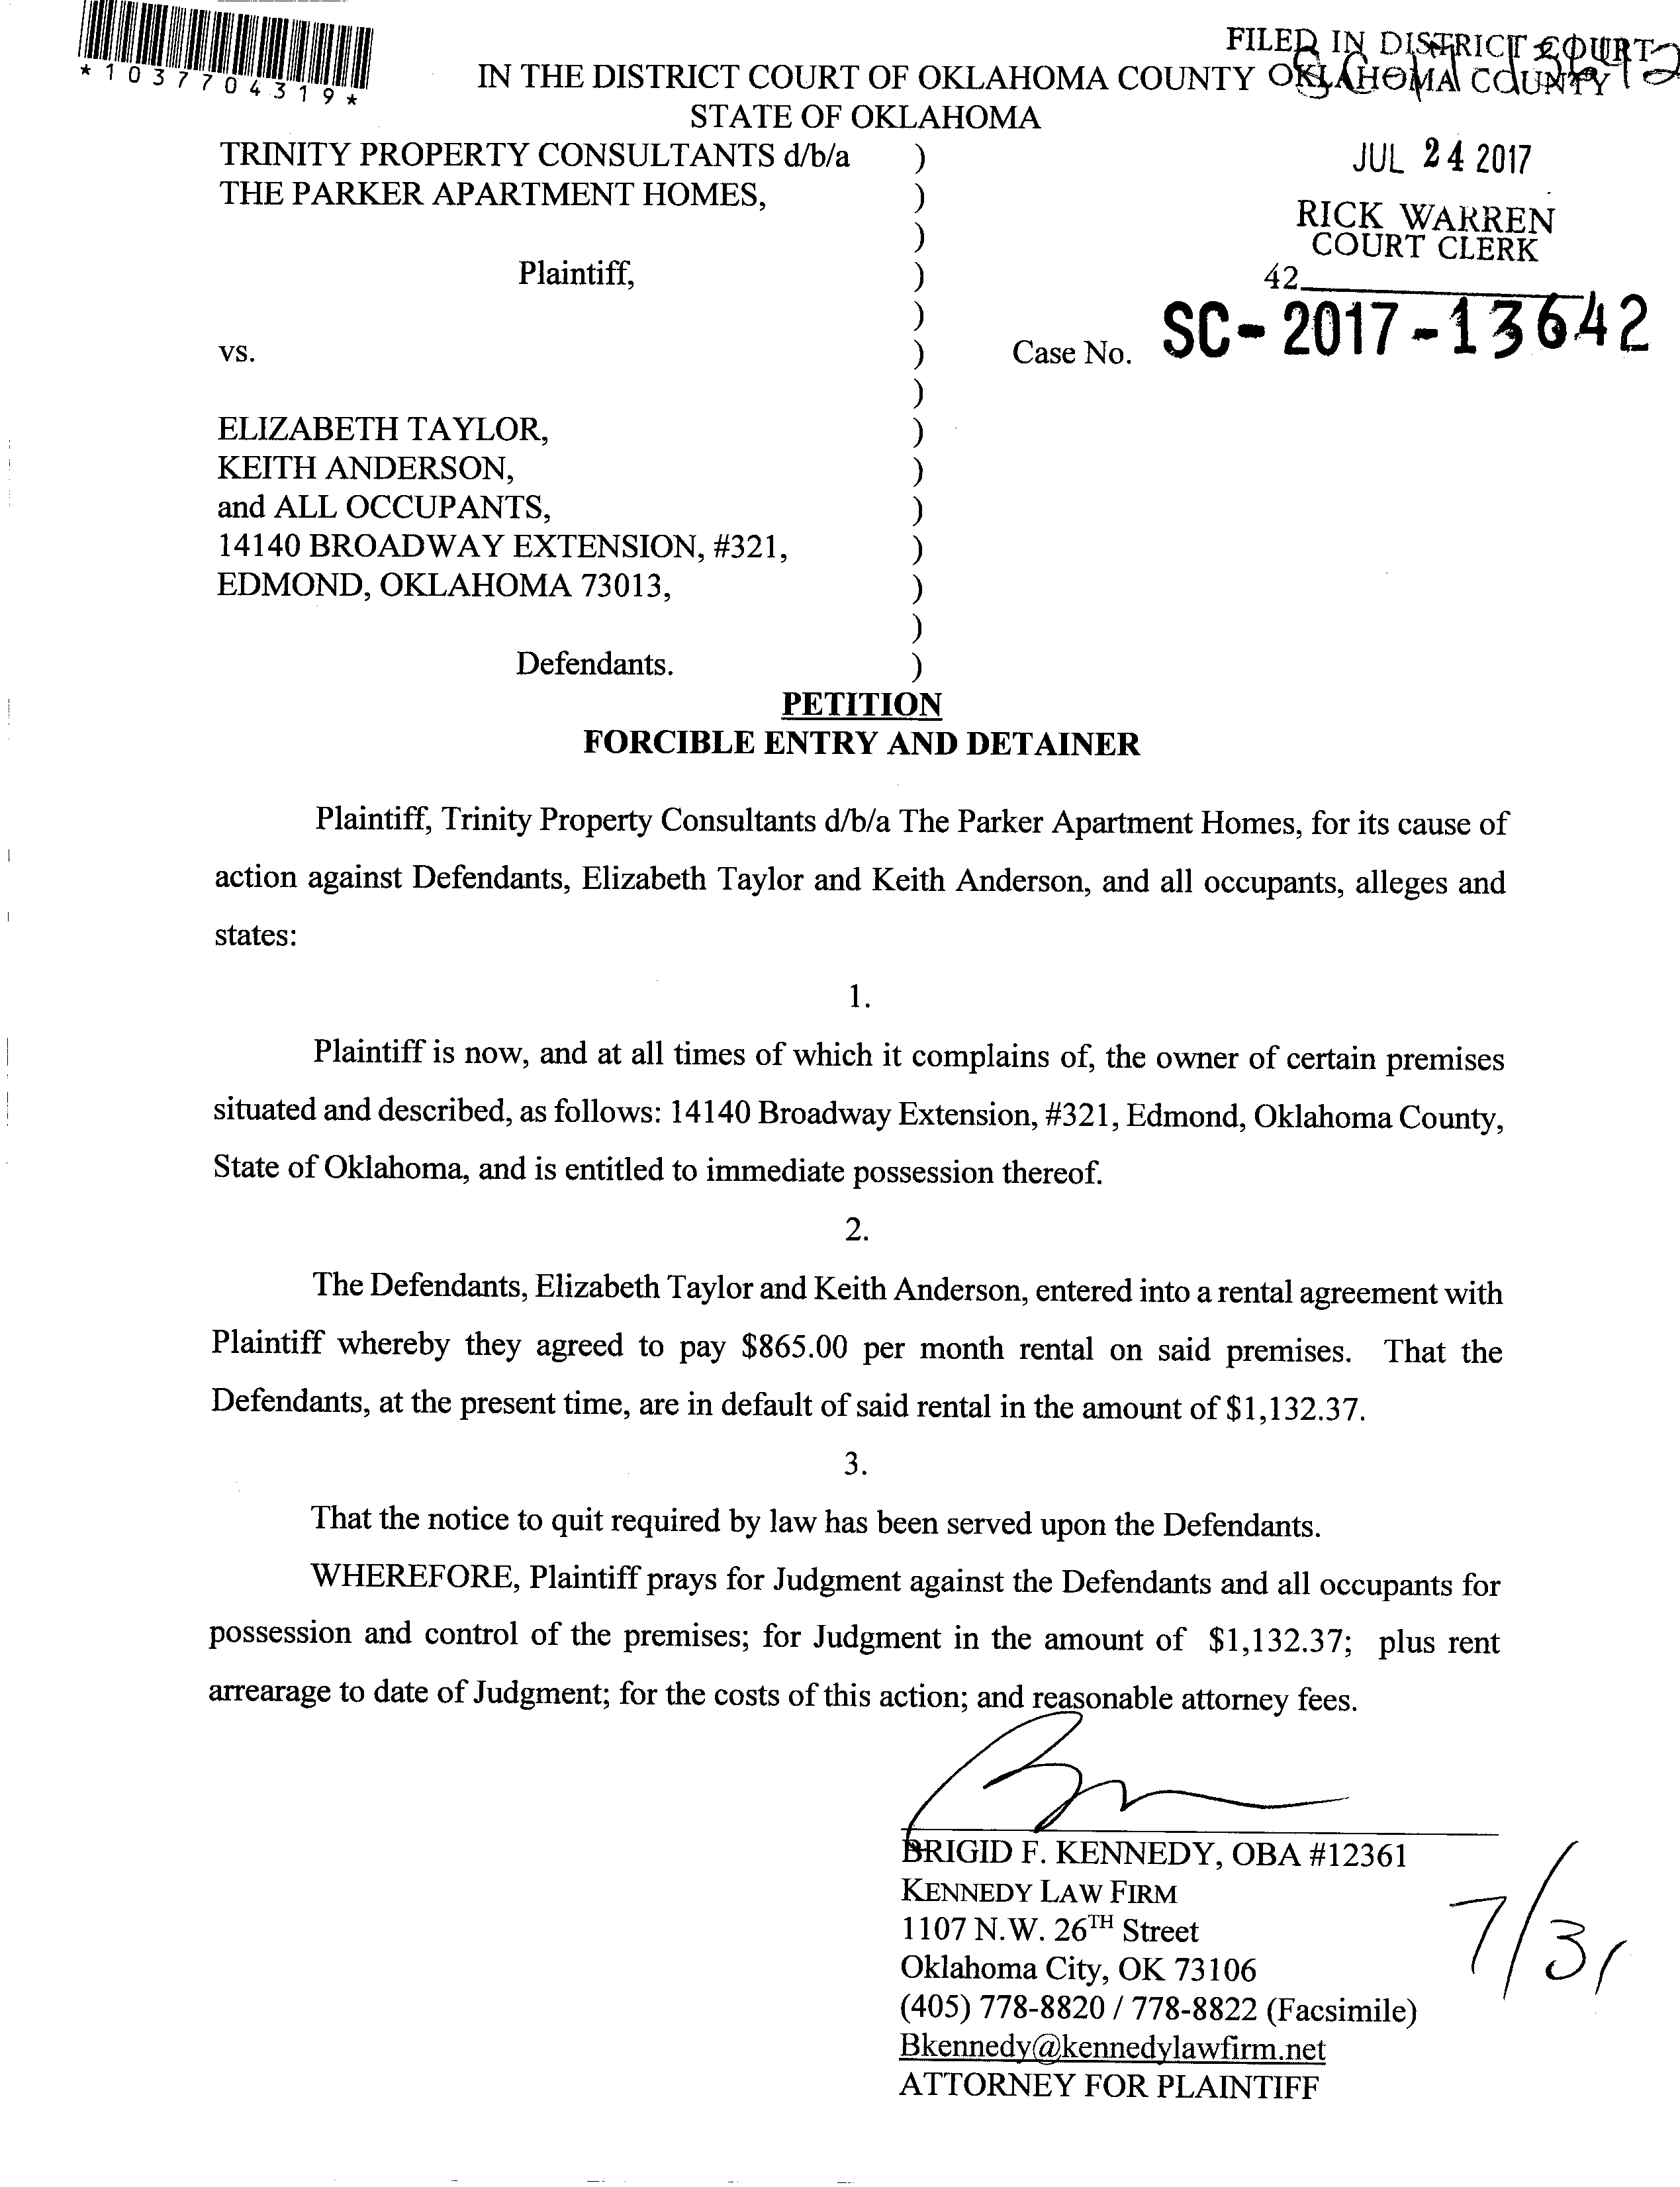 *1037704319*
FILED IN DISTRICT COURT
IN THE DISTRICT COURT OF OKLAHOMA COUNTY OKLAHOMA COUNTY
STATE OF OKLAHOMA
TRINITY PROPERTY CONSULTANTS d/b/a )
THE PARKER APARTMENT HOMES, )
)
Plaintiff, )
)
vs. )
)
ELIZABETH TAYLOR, )
KEITH ANDERSON, )
and ALL OCCUPANTS, )
14140 BROADWAY EXTENSION, #321, )
EDMOND, OKLAHOMA 73013, )
)
Defendants. )
JUL 24 2017
RICK WARREN
COURT CLERK
42
Case No. SC-2017-13642
PETITION
FORCIBLE ENTRY AND DETAINER
Plaintiff, Trinity Property Consultants d/b/a The Parker Apartment Homes, for its cause of
action against Defendants, Elizabeth Taylor and Keith Anderson, and all occupants, alleges and
states:
1.
Plaintiff is now, and at all times of which it complains of, the owner of certain premises
situated and described, as follows: 14140 Broadway Extension, #321, Edmond, Oklahoma County,
State of Oklahoma, and is entitled to immediate possession thereof.
2.
The Defendants, Elizabeth Taylor and Keith Anderson, entered into a rental agreement with
Plaintiff whereby they agreed to pay $865.00 per month rental on said premises. That the
Defendants, at the present time, are in default of said rental in the amount of $1,132.37.
3.
That the notice to quit required by law has been served upon the Defendants.
WHEREFORE, Plaintiff prays for Judgment against the Defendants and all occupants for
possession and control of the premises; for Judgment in the amount of $1,132.37; plus rent
arrearage to date of Judgment; for the costs of this action; and reasonable attorney fees.
BRIGID F. KENNEDY, OBA #12361
KENNEDY LAW FIRM
1107 N.W. 26TH Street
Oklahoma City, OK 73106
(405) 778-8820 / 778-8822 (Facsimile)
Bkennedy@kennedylawfirm.net
ATTORNEY FOR PLAINTIFF
7/31